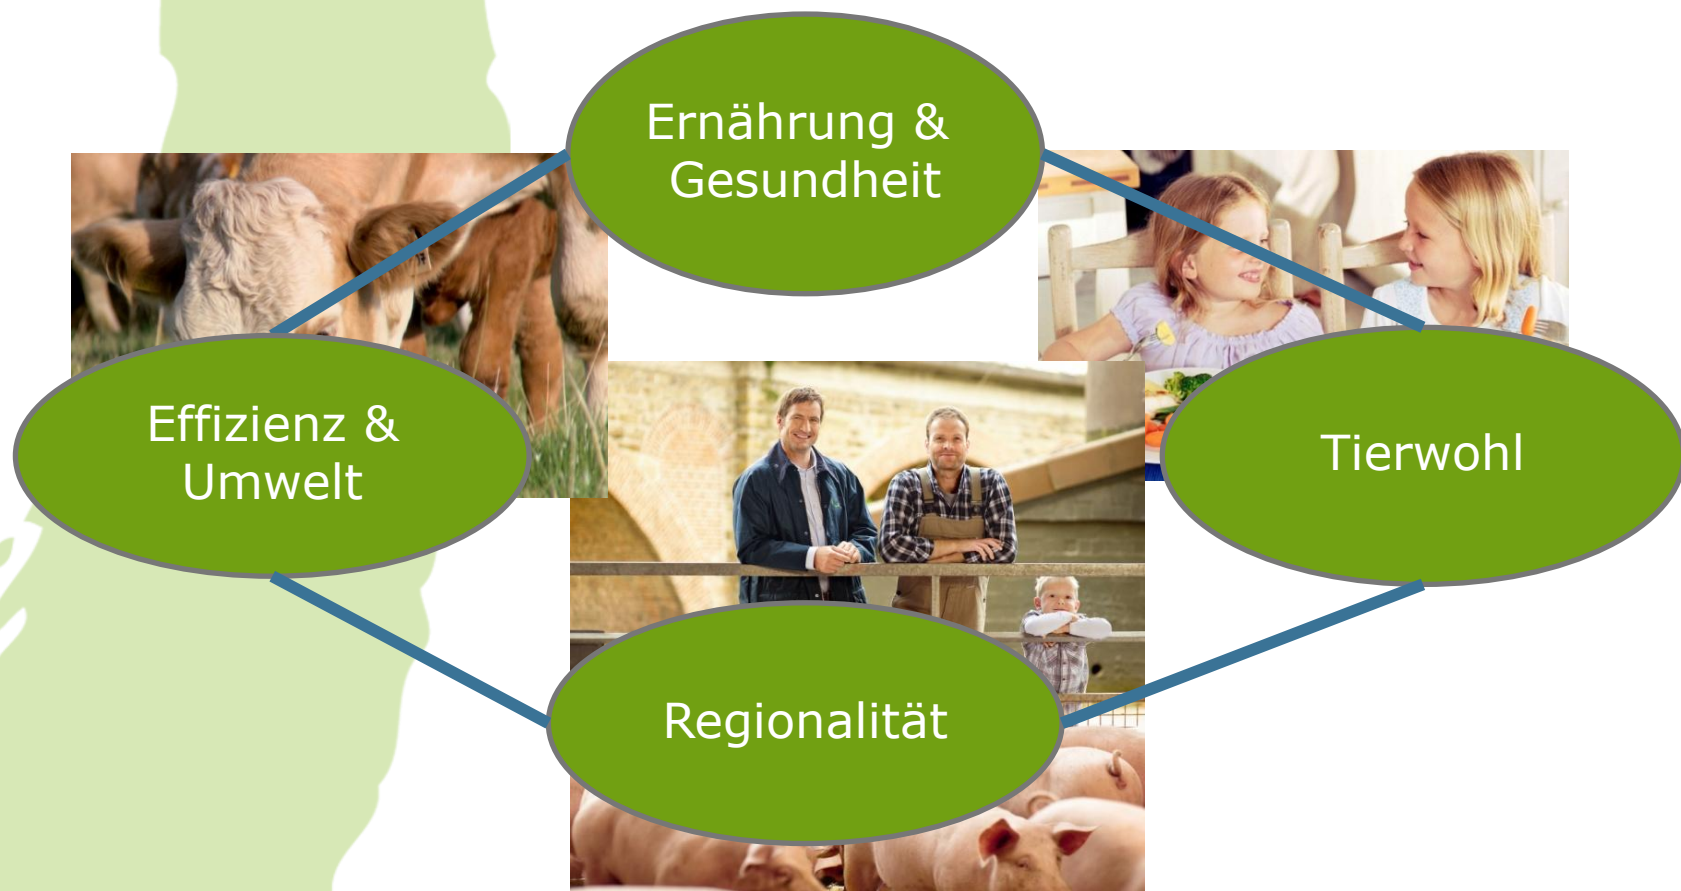 Ernährung &
Gesundheit
Effizienz &
Umwelt
Tierwohl
Regionalität